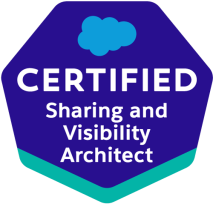 CERTIFIED
Sharing and
Visibility
Architect